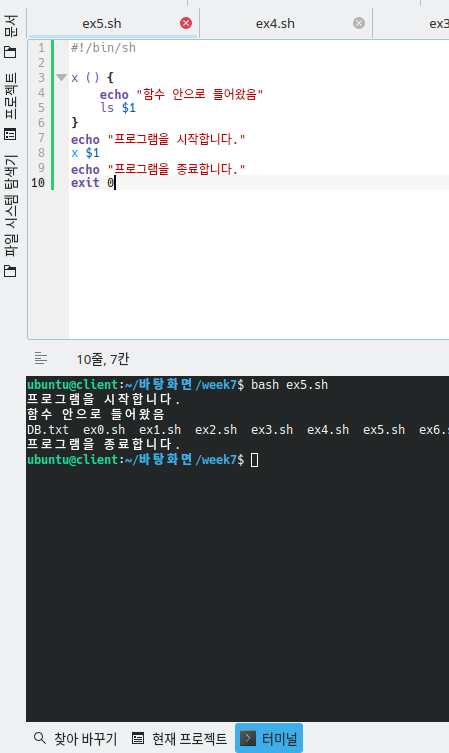 ex5.sh
ex4.sh
ex3
문서
프로젝트
파일 시스템 탐색기
1 #!/bin/sh
2
3 x () {
4 echo "함수 안으로 들어왔음"
5 ls $1
6 }
7 echo "프로그램을 시작합니다."
8 x $1
9 echo "프로그램을 종료합니다."
10 exit 0
10줄, 7칸
ubuntu@client:~/바탕화면/week7$ bash ex5.sh
프로그램을 시작합니다.
함수 안으로 들어왔음
DB.txt ex0.sh ex1.sh ex2.sh ex3.sh ex4.sh ex5.sh ex6.s
프로그램을 종료합니다.
ubuntu@client:~/바탕화면/week7$
찾아 바꾸기
현재 프로젝트
터미널